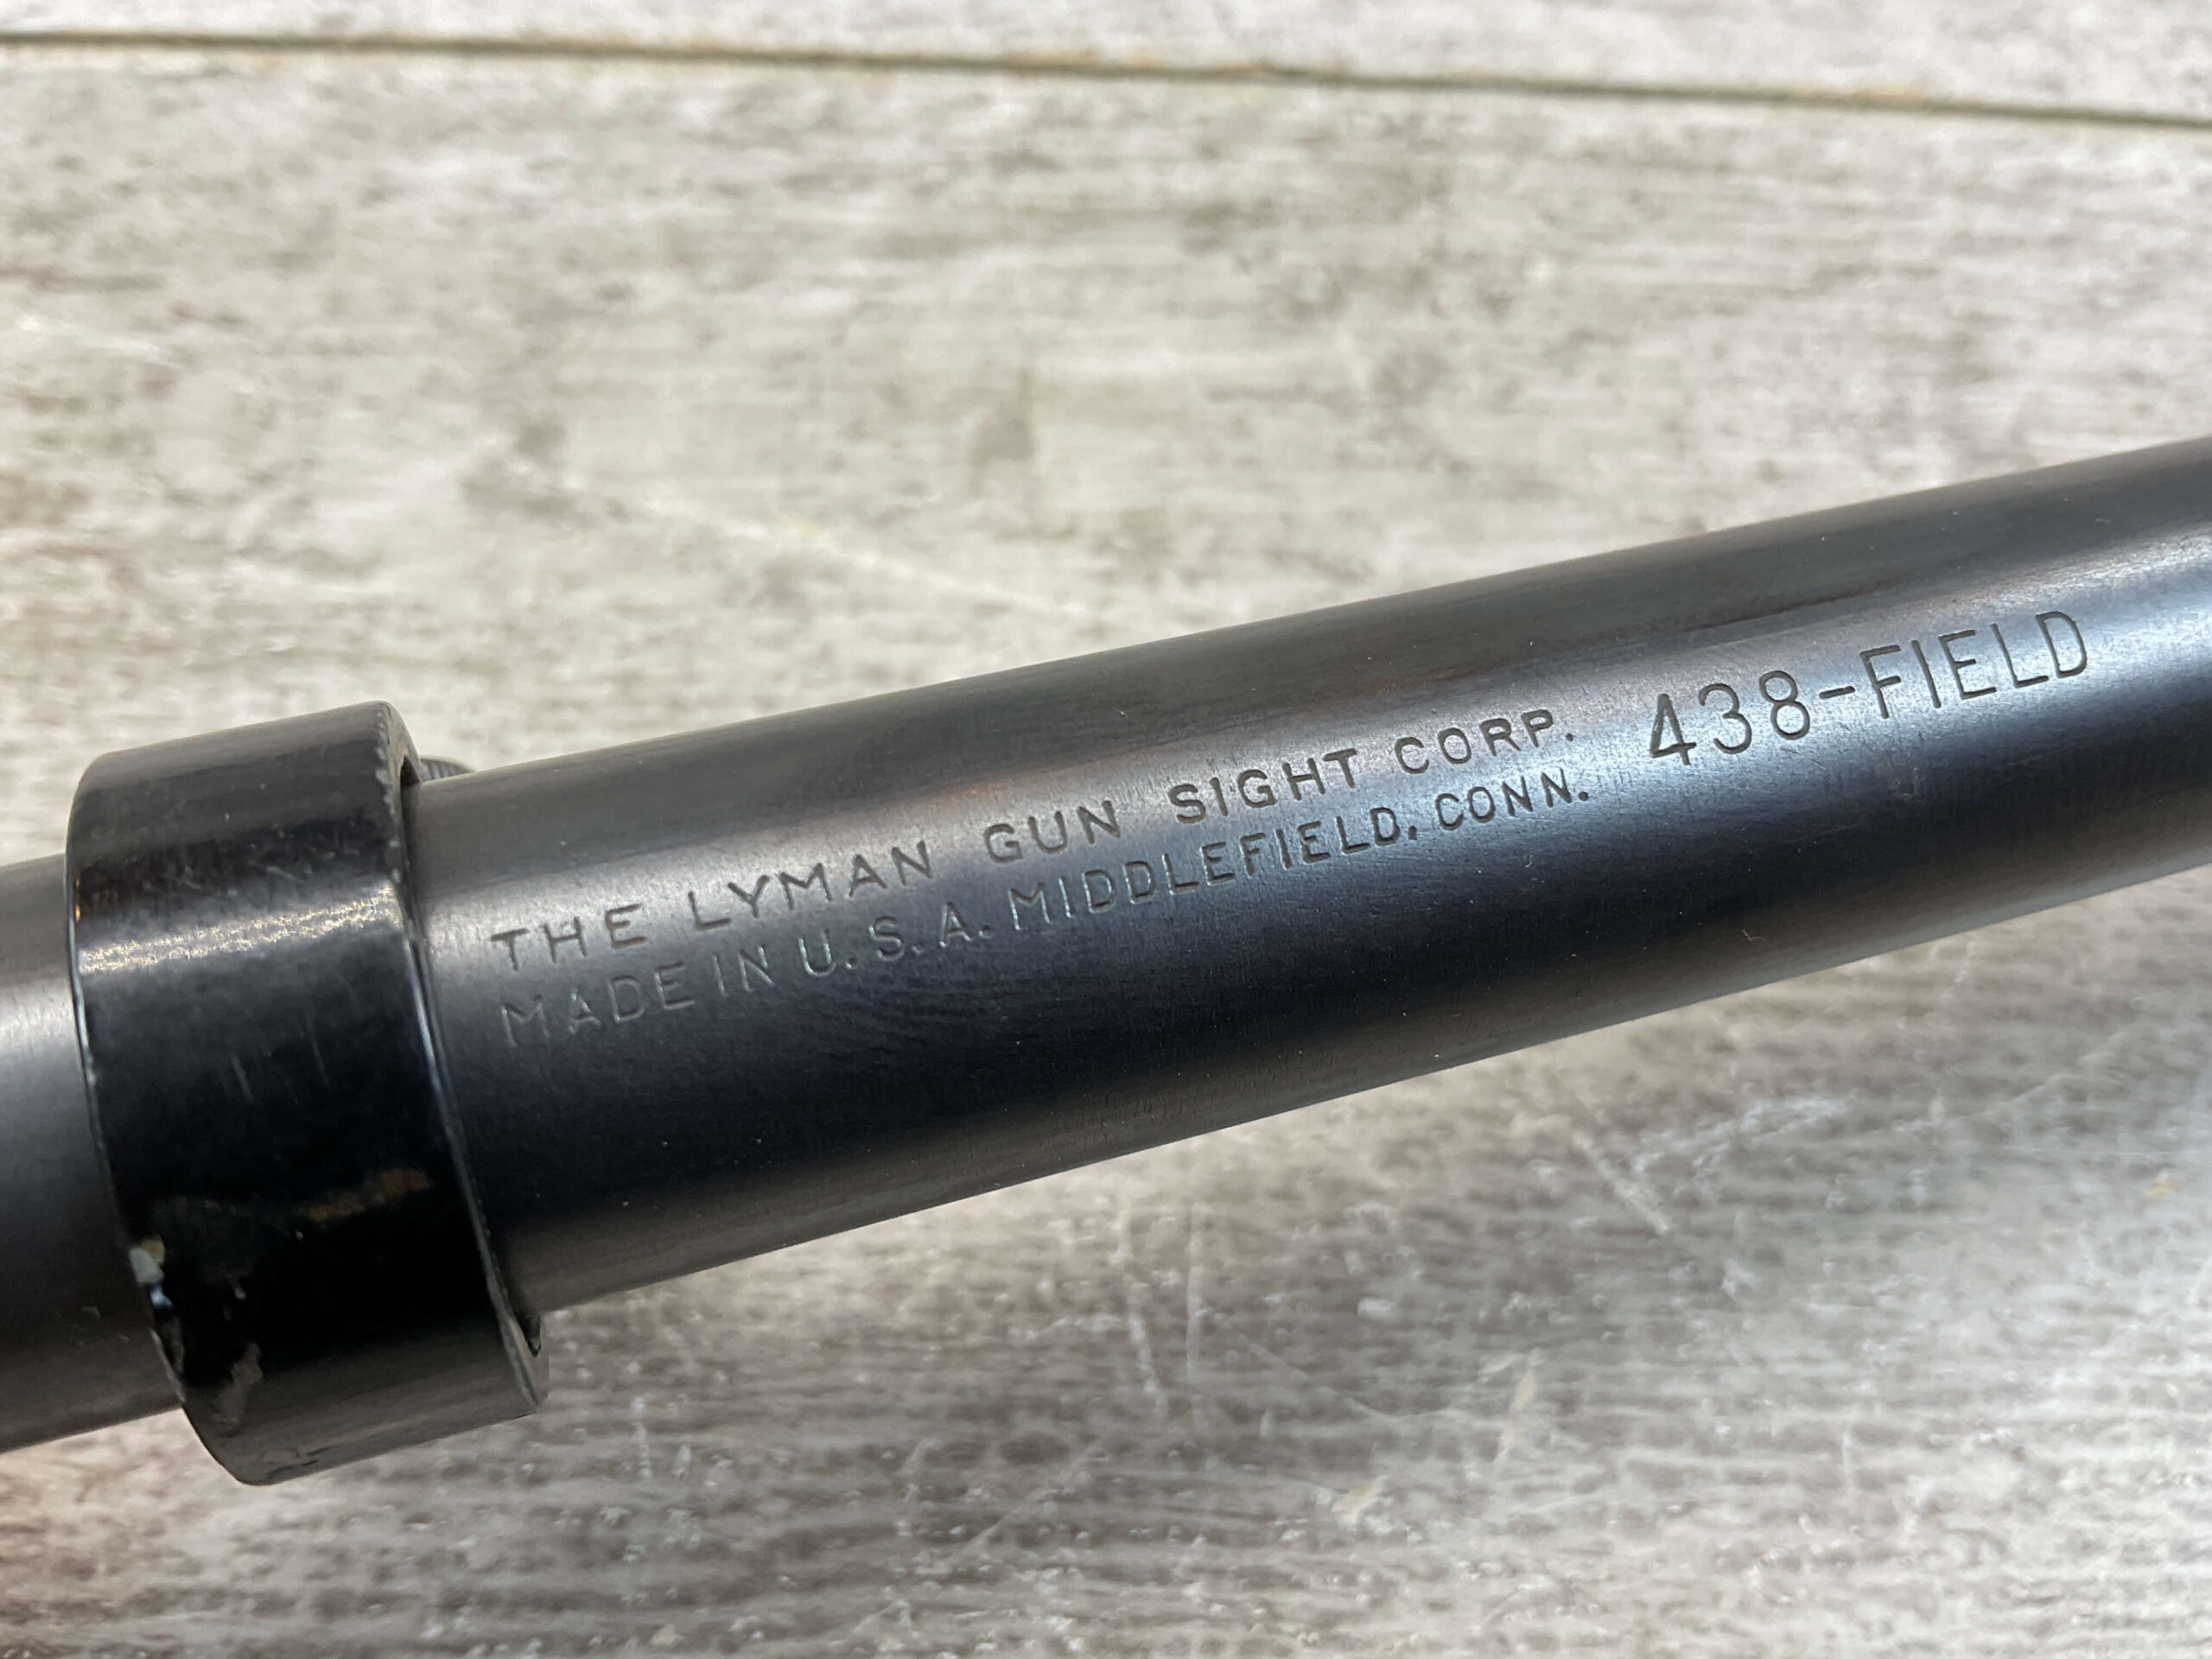 THE LYMAN GUN SIGHT CORP. 438-FIELD
MADE IN U. S. A. MIDDLEFIELD, CONN.